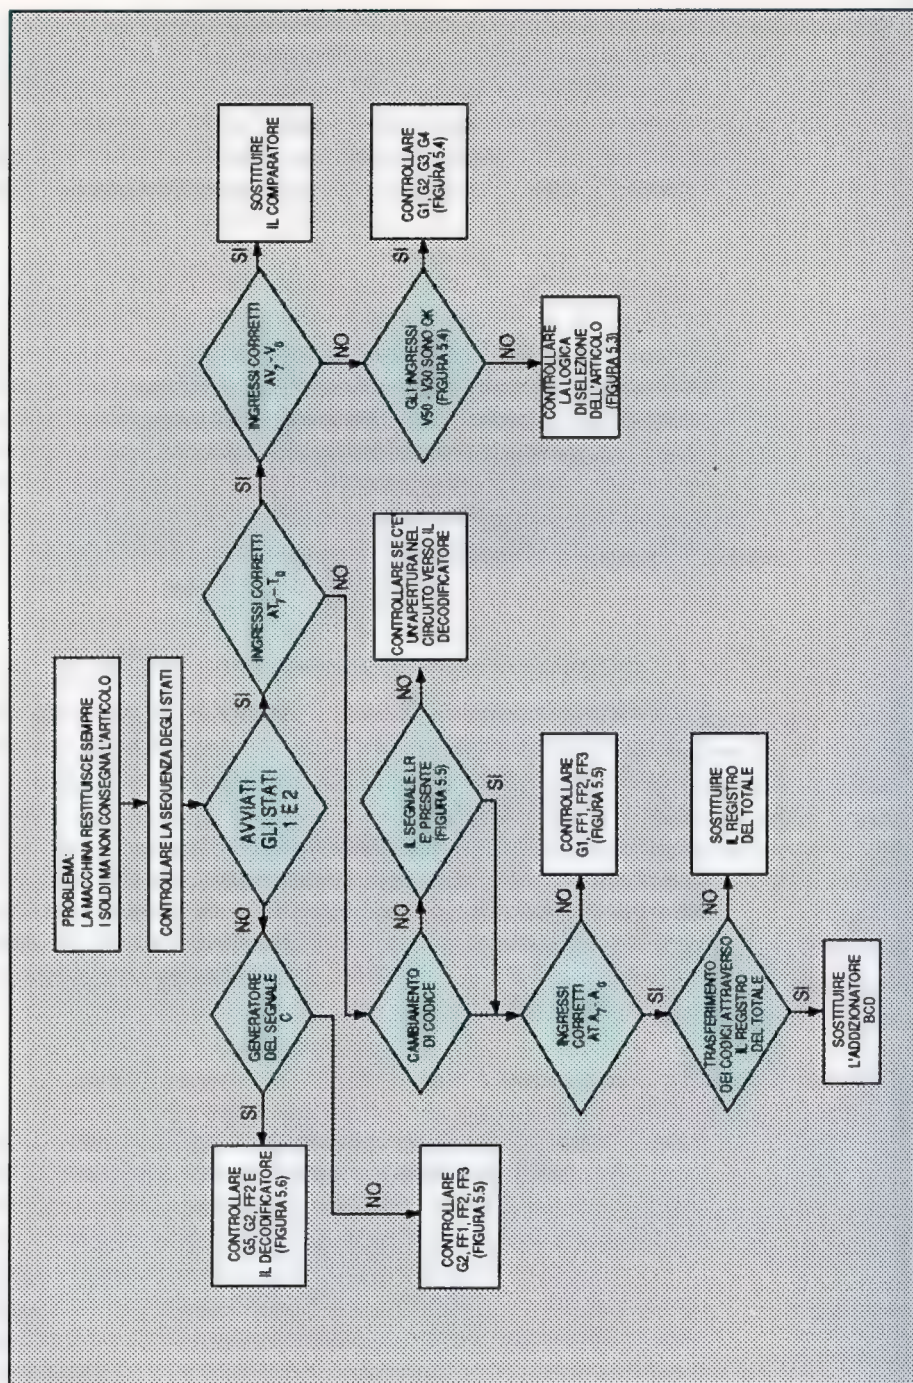 PROBLEMA:
LA MACCHINA RESTITUISCE SEMPRE
I SOLDI MA NON CONSEGNA L'ARTICOLO
CONTROLLARE LA SEQUENZA DEGLI STATI
AVVIATI
GLI STATI
1 E 2
NO
SI
GENERATORE
DEL SEGNALE
C
SI
NO
CONTROLLARE
G5, G2, FF2 E
IL DECODIFICATORE
(FIGURA 5.6)
CONTROLLARE
G2, FF1, FF2, FF3
(FIGURA 5.5)
INGRESSI CORRETTI
AT7 - T0
SI
NO
INGRESSI CORRETTI
AV7 - V0
SI
NO
SOSTITUIRE
IL COMPARATORE
GLI INGRESSI
V50 - V30 SONO OK
(FIGURA 5.4)
SI
NO
CONTROLLARE
G1, G2, G3, G4
(FIGURA 5.4)
CONTROLLARE
LA LOGICA
DI SELEZIONE
DELL'ARTICOLO
(FIGURA 5.3)
CAMBIAMENTO
DI CODICE
NO
IL SEGNALE LR
E' PRESENTE
(FIGURA 5.5)
NO
SI
CONTROLLARE SE C'E'
UN'APERTURA NEL
CIRCUITO VERSO IL
DECODIFICATORE
INGRESSI
CORRETTI
AT A7 - A0
NO
SI
CONTROLLARE
G1, FF1, FF2, FF3
(FIGURA 5.5)
TRASFERIMENTO
DEI CODICI ATTRAVERSO
IL REGISTRO
DEL TOTALE
NO
SI
SOSTITUIRE
IL REGISTRO
DEL TOTALE
SOSTITUIRE
L'ADDIZIONATORE
BCD